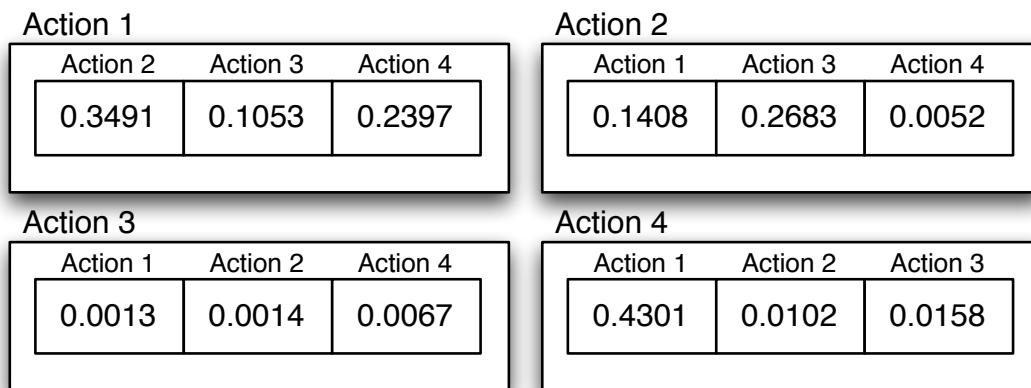 Action 1
Action 2 Action 3 Action 4
0.3491 0.1053 0.2397
Action 2
Action 1 Action 3 Action 4
0.1408 0.2683 0.0052
Action 3
Action 1 Action 2 Action 4
0.0013 0.0014 0.0067
Action 4
Action 1 Action 2 Action 3
0.4301 0.0102 0.0158